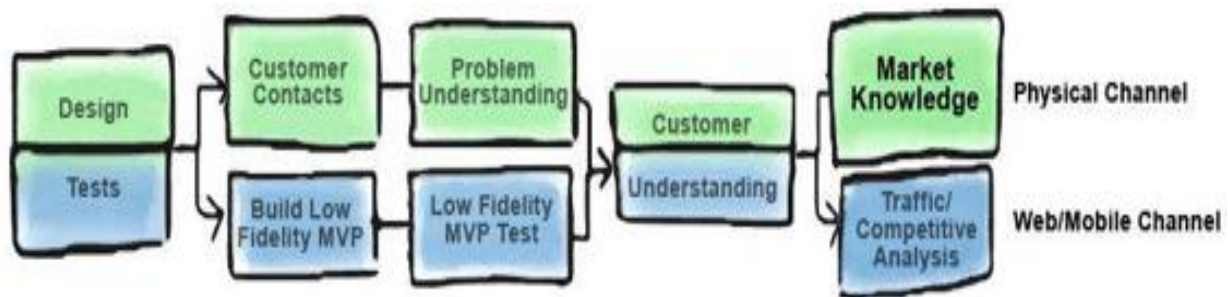 Design
Tests
Customer
Contacts
Problem
Understanding
Build Low
Fidelity MVP
Low Fidelity
MVP Test
Customer
Understanding
Market
Knowledge
Physical Channel
Traffic/
Competitive
Analysis
Web/Mobile Channel